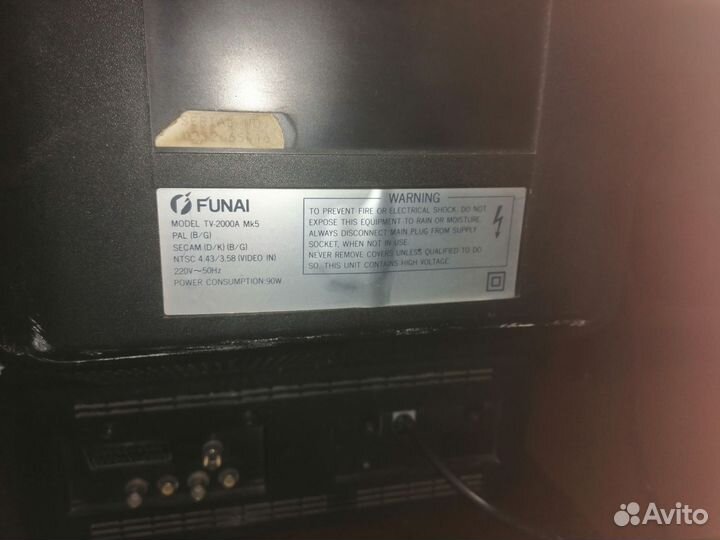 FUNAI
MODEL TV-2000A Mk5
PAL (B/G)
SECAM (D/K) (B/G)
NTSC 4.43/3.58 (VIDEO IN)
220V~50Hz
POWER CONSUMPTION:90W
WARNING
TO PREVENT FIRE OR ELECTRICAL SHOCK, DO NOT
EXPOSE THIS EQUIPMENT TO RAIN OR MOISTURE.
ALWAYS DISCONNECT MAIN PLUG FROM SUPPLY
SOCKET, WHEN NOT IN USE.
NEVER REMOVE COVERS UNLESS QUALIFIED TO DO
SO, THIS UNIT CONTAINS HIGH VOLTAGE.
Avito